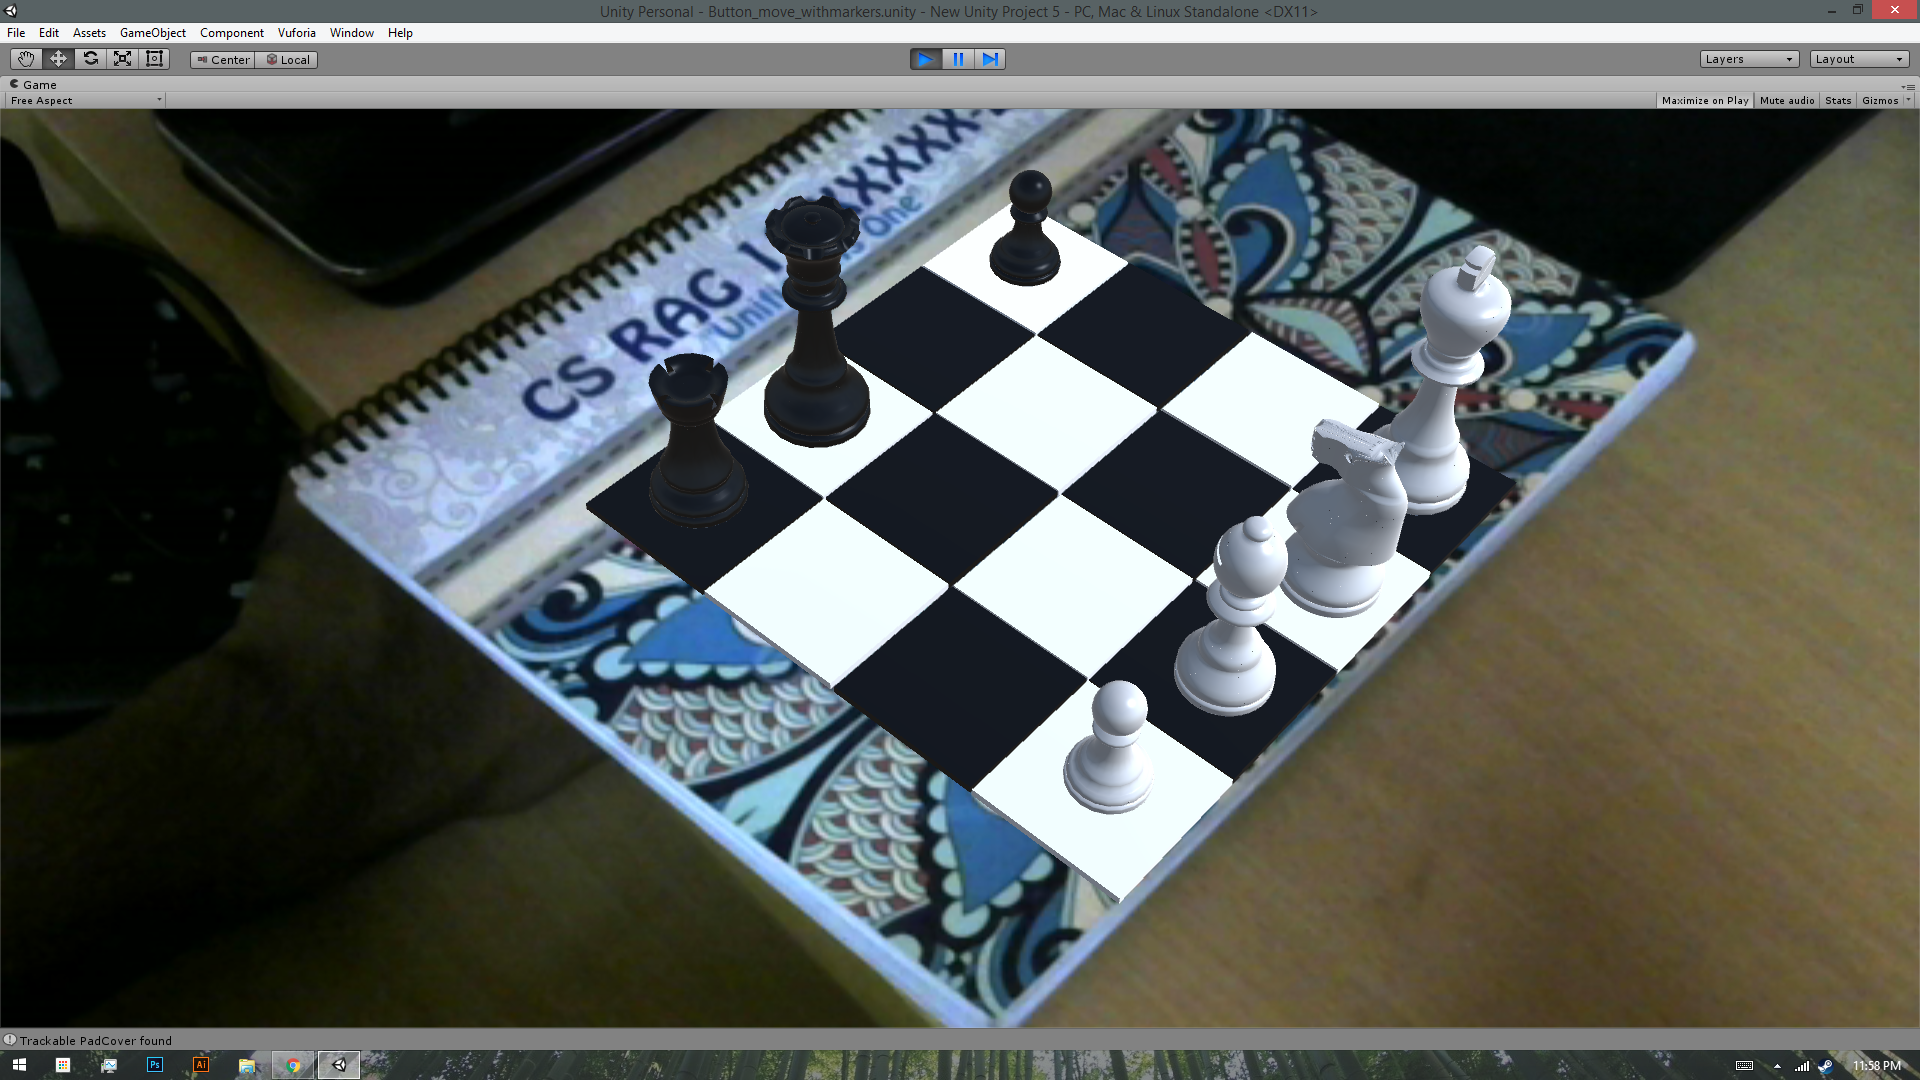 Unity Personal - Button_move_withmarkers.unity - New Unity Project 5 - PC, Mac & Linux Standalone <DX11>
File Edit Assets GameObject Component Vuforia Window Help
Center Local Layers Layout
Game
Free Aspect Maximize on Play Mute audio Stats Gizmos
CS RAG
One
Trackable PadCover found
Ps Ai 11:58 PM